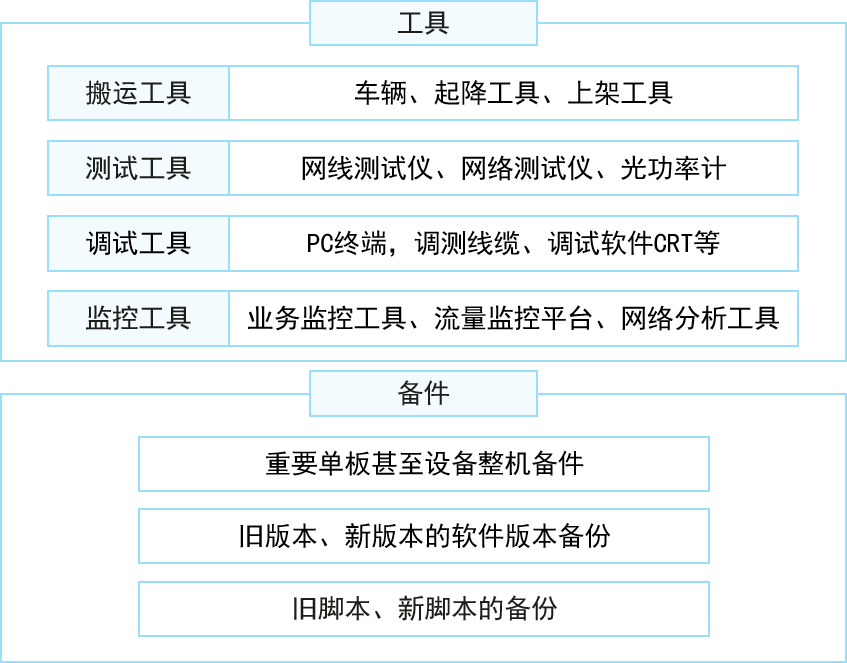 工具
搬运工具 车辆、起降工具、上架工具
测试工具 网线测试仪、网络测试仪、光功率计
调试工具 PC终端，调测线缆、调试软件CRT等
监控工具 业务监控工具、流量监控平台、网络分析工具
备件
重要单板甚至设备整机备件
旧版本、新版本的软件版本备份
旧脚本、新脚本的备份